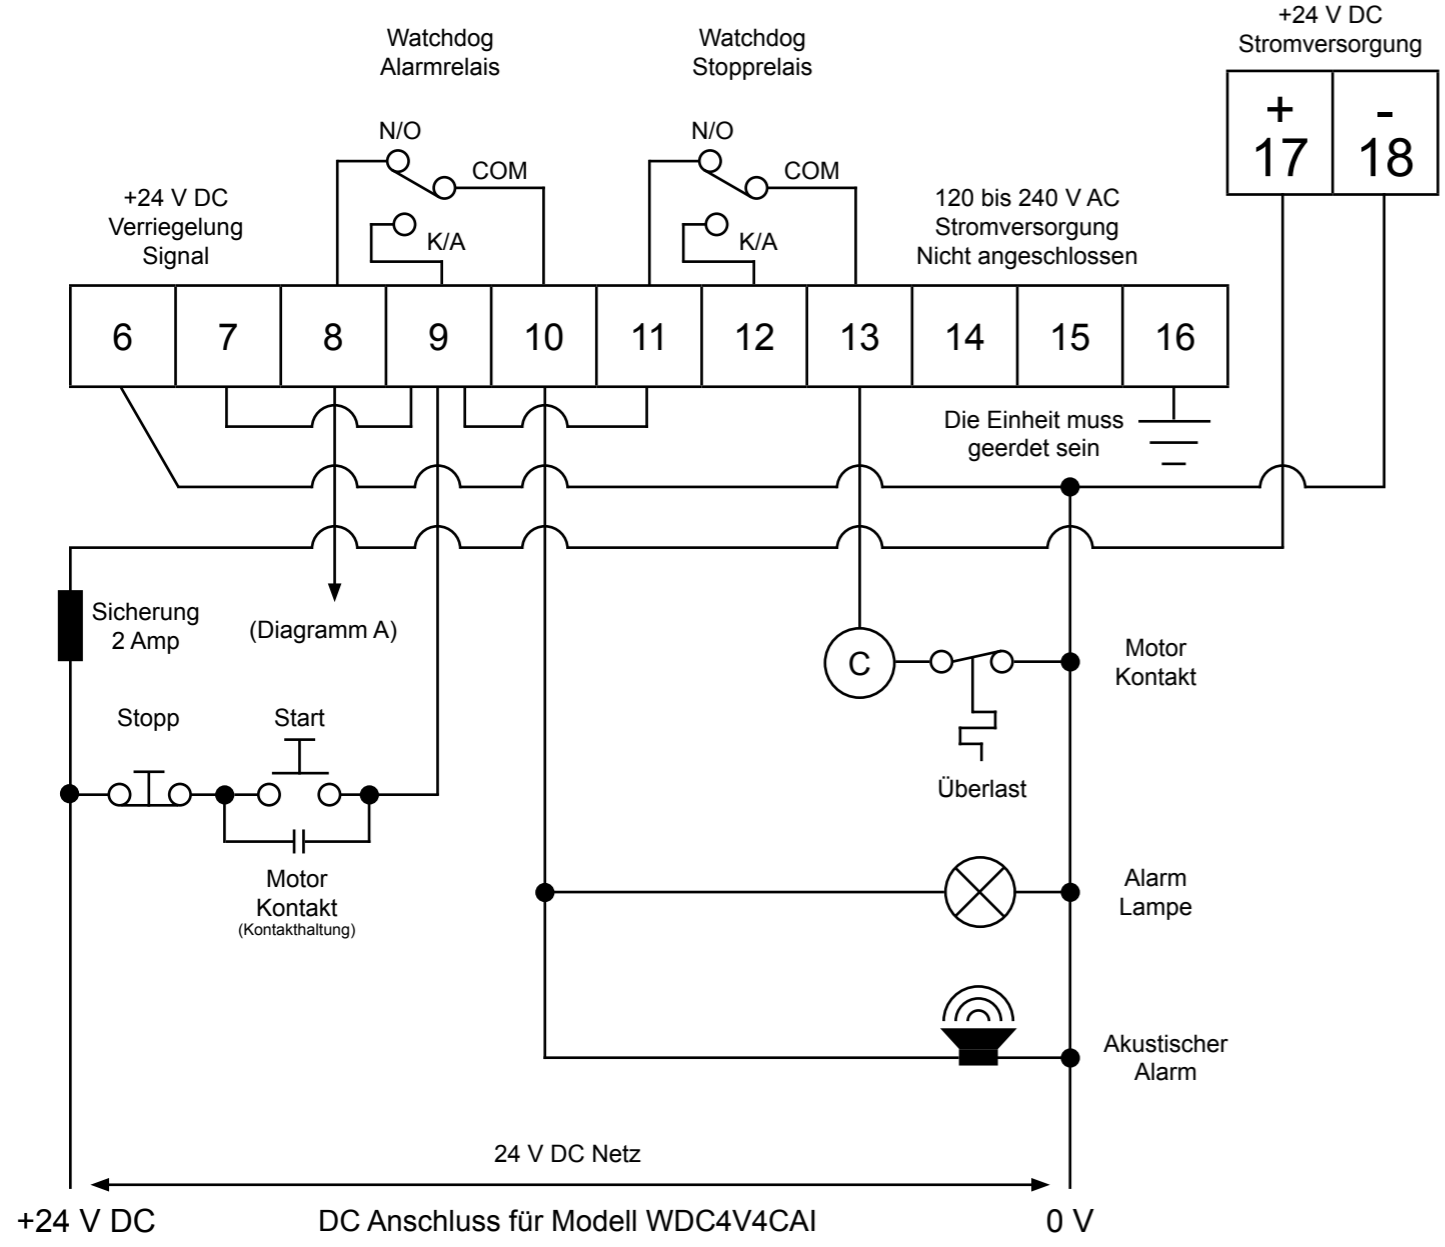 +24 V DC
Stromversorgung
+
-
17
18
Watchdog
Alarmrelais
Watchdog
Stopprelais
N/O
COM
K/A
N/O
COM
K/A
+24 V DC
Verriegelung
Signal
120 bis 240 V AC
Stromversorgung
Nicht angeschlossen
6
7
8
9
10
11
12
13
14
15
16
Die Einheit muss
geerdet sein
Sicherung
2 Amp
(Diagramm A)
C
Motor
Kontakt
Stopp
Start
Überlast
Motor
Kontakt
(Kontakthaltung)
Alarm
Lampe
Akustischer
Alarm
24 V DC Netz
+24 V DC
DC Anschluss für Modell WDC4V4CAI
0 V